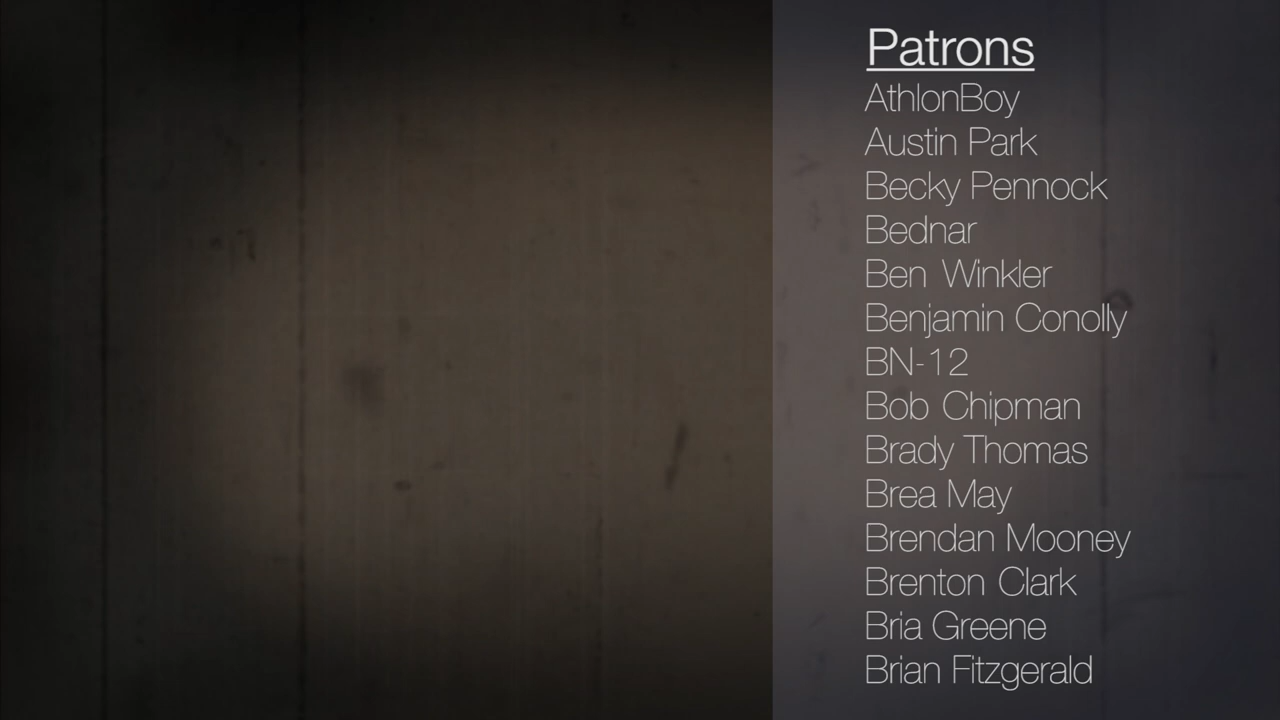 Patrons
AthlonBoy
Austin Park
Becky Pennock
Bednar
Ben Winkler
Benjamin Conolly
BN-12
Bob Chipman
Brady Thomas
Brea May
Brendan Mooney
Brenton Clark
Bria Greene
Brian Fitzgerald